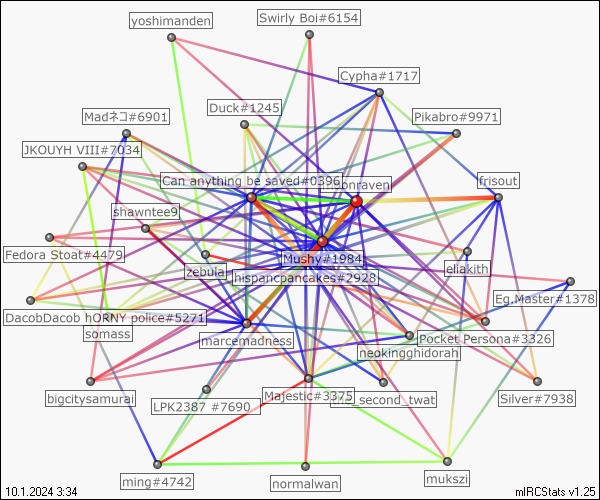 yoshimanden
Swirly Boi#6154
Cypha#1717
Madネコ#6901
Duck#1245
Pikabro#9971
JKOUYH VIII#7034
Can anything be saved#0396
moonraven
frisout
shawntee9
Fedora Stoat#4479
Mushy#1984
zebula
hispancpancakes#2928
eliakith
Eg.Master#1378
DacobDacob hORNY police#5271
somass
marcemadness
Pocket Persona#3326
neokingghidorah
bigcitysamurai
LPK2387 #7690
Majestic#3375
_second_twat
Silver#7938
ming#4742
normalwan
mukszi
10.1.2024 3:34
mIRCStats v1.25